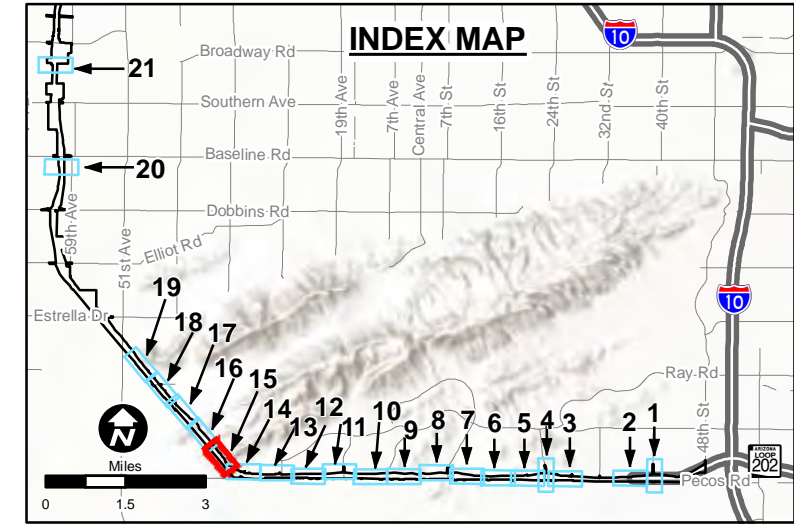 INDEX MAP
10
Broadway Rd
21
Southern Ave
19th Ave
7th Ave
Central Ave
7th St
16th St
24th St
32nd St
40th St
Baseline Rd
20
59th Ave
51st Ave
Dobbins Rd
Elliot Rd
19
18
17
16
15
14
13
12
11
10
9
8
7
6
5
4
3
2
1
10
Estrella Dr
Ray Rd
48th St
N
Miles
0 1.5 3
ARIZONA
LOOP
202
Pecos Rd